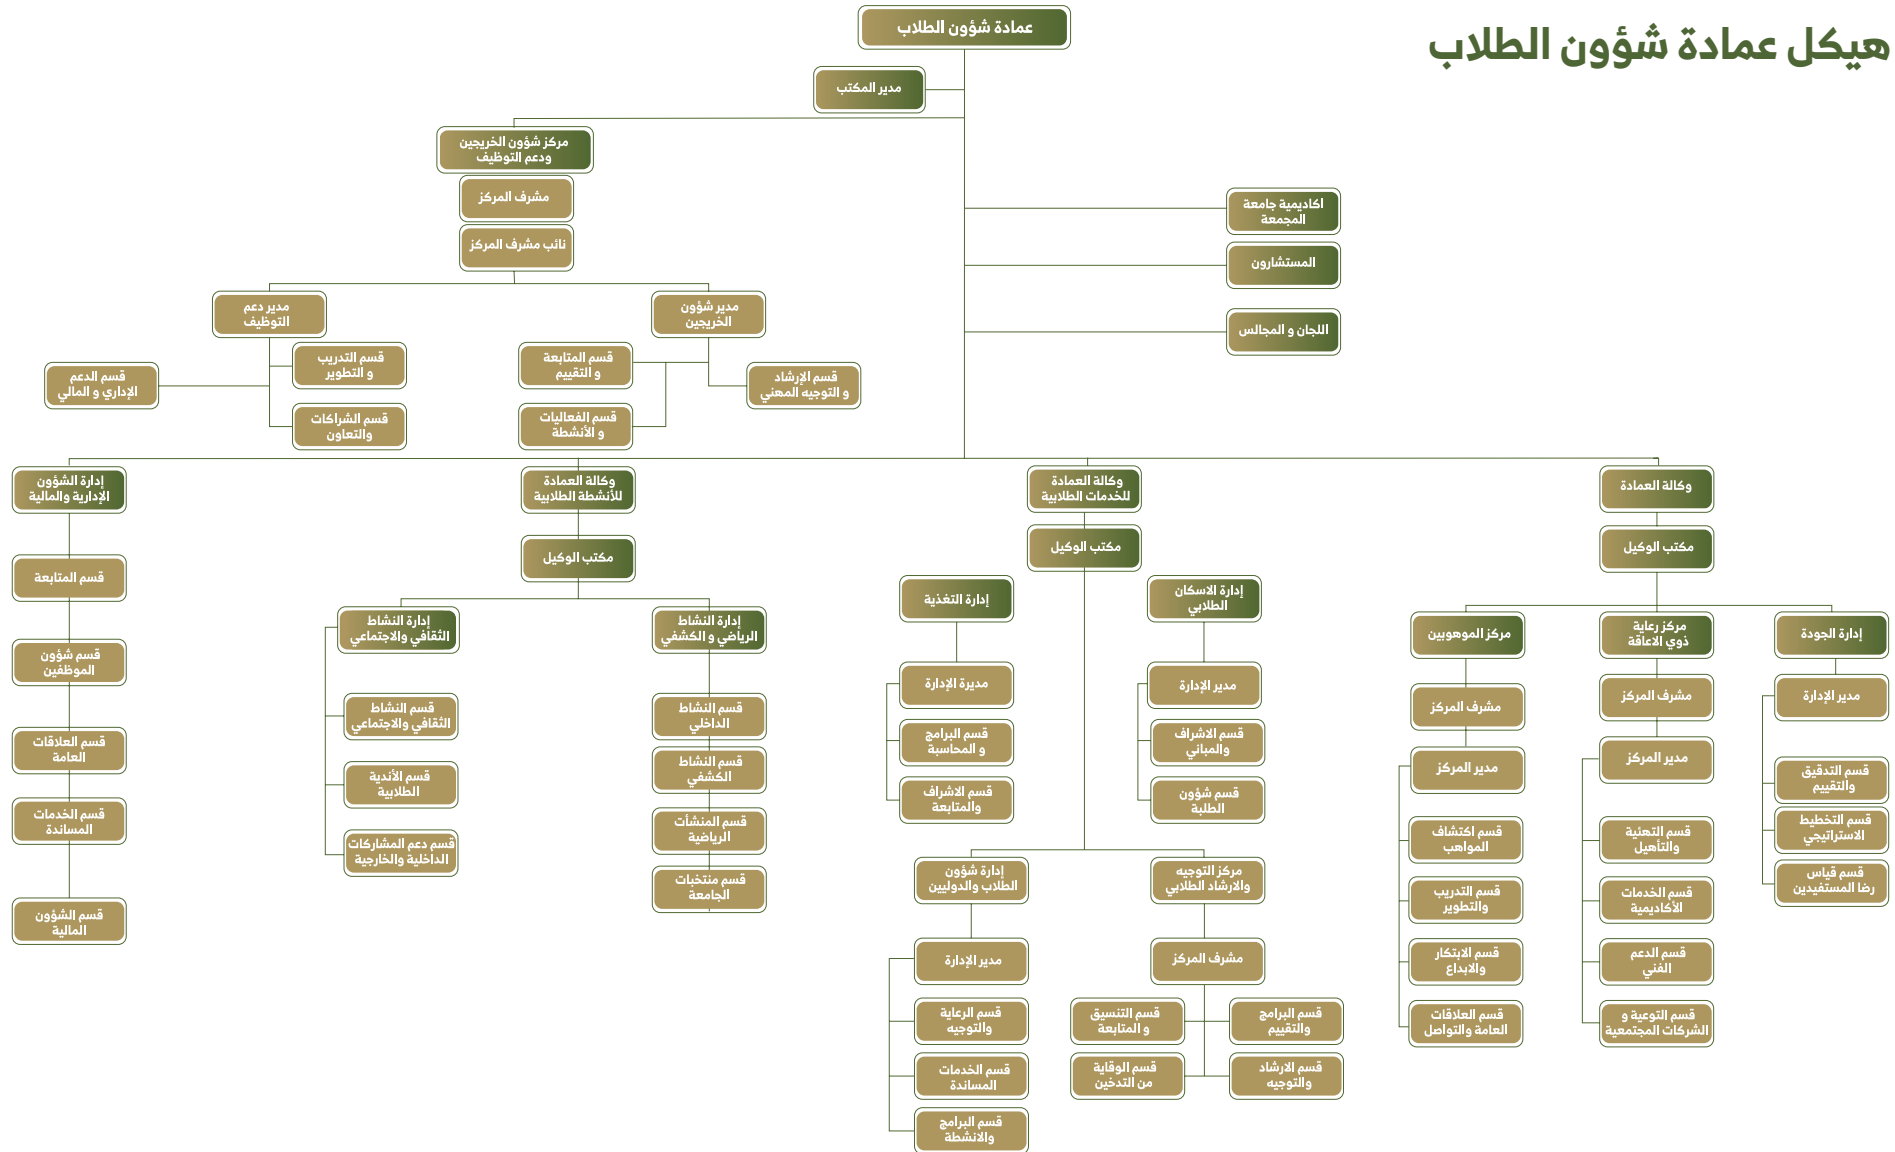 هيكل عمادة شؤون الطلاب
عمادة شؤون الطلاب
مدير المكتب
مركز شؤون الخريجين
ودعم التوظيف
مشرف المركز
نائب مشرف المركز
اكاديمية جامعة
المجمعة
المستشارون
اللجان و المجالس
مدير شؤون
الخريجين
مدير دعم
التوظيف
قسم الإرشاد
و التوجيه المهني
قسم المتابعة
و التقييم
قسم الفعاليات
و الأنشطة
قسم التدريب
و التطوير
قسم الدعم
الإداري و المالي
قسم الشراكات
والتعاون
وكالة العمادة
مكتب الوكيل
إدارة الجودة
مدير الإدارة
قسم التدقيق
والتقييم
قسم التخطيط
الاستراتيجي
قسم قياس
رضا المستفيدين
مركز رعاية
ذوي الاعاقة
مشرف المركز
مدير المركز
قسم التهئية
والتأهيل
قسم الخدمات
الأكاديمية
قسم الدعم
الفني
قسم التوعية و
الشركات المجتمعية
مركز الموهوبين
مشرف المركز
مدير المركز
قسم اكتشاف
المواهب
قسم التدريب
والتطوير
قسم الابتكار
والابداع
قسم العلاقات
العامة والتواصل
وكالة العمادة
للخدمات الطلابية
مكتب الوكيل
إدارة الاسكان
الطلابي
مدير الإدارة
قسم الاشراف
والمباني
قسم شؤون
الطلبة
إدارة التغذية
مديرة الإدارة
قسم البرامج
و المحاسبة
قسم الاشراف
والمتابعة
مركز التوجيه
والارشاد الطلابي
مشرف المركز
قسم البرامج
والتقييم
قسم التنسيق
و المتابعة
قسم الارشاد
والتوجيه
قسم الوقاية
من التدخين
إدارة شؤون
الطلاب والدوليين
مدير الإدارة
قسم الرعاية
والتوجيه
قسم الخدمات
المساندة
قسم البرامج
والانشطة
وكالة العمادة
للأنشطة الطلابية
مكتب الوكيل
إدارة النشاط
الرياضي و الكشفي
قسم النشاط
الداخلي
قسم النشاط
الكشفي
قسم المنشأت
الرياضية
قسم منتخبات
الجامعة
إدارة النشاط
الثقافي والاجتماعي
قسم النشاط
الثقافي والاجتماعي
قسم الأندية
الطلابية
قسم دعم المشاركات
الداخلية والخارجية
إدارة الشؤون
الإدارية والمالية
قسم المتابعة
قسم شؤون
الموظفين
قسم العلاقات
العامة
قسم الخدمات
المساندة
قسم الشؤون
المالية